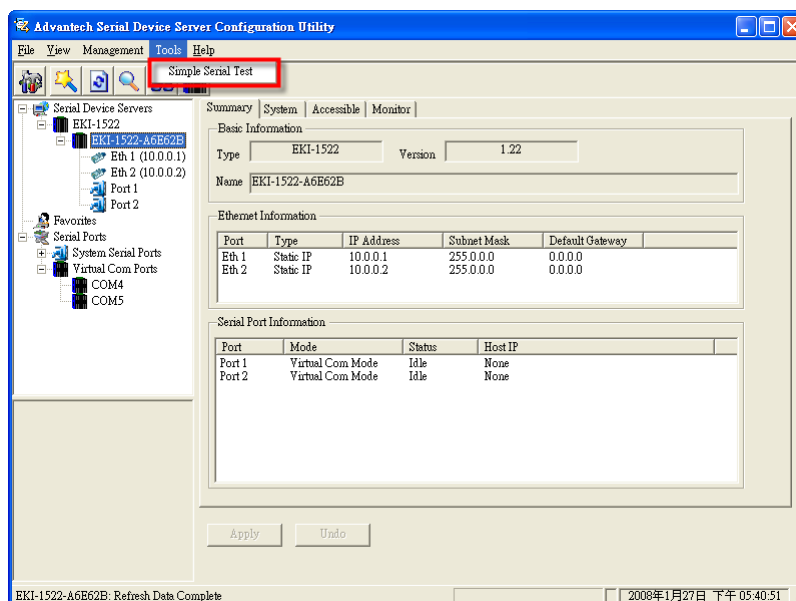 Advantech Serial Device Server Configuration Utility
File View Management Tools Help
Simple Serial Test
Serial Device Servers
EKI-1522
EKI-1522-A6E62B
Eth 1 (10.0.0.1)
Eth 2 (10.0.0.2)
Port 1
Port 2
Favorites
Serial Ports
System Serial Ports
Virtual Com Ports
COM4
COM5
Summary System Accessible Monitor
Basic Information
Type EKI-1522 Version 1.22
Name EKI-1522-A6E62B
Ethernet Information
Port Type IP Address Subnet Mask Default Gateway
Eth 1 Static IP 10.0.0.1 255.0.0.0 0.0.0.0
Eth 2 Static IP 10.0.0.2 255.0.0.0 0.0.0.0
Serial Port Information
Port Mode Status Host IP
Port 1 Virtual Com Mode Idle None
Port 2 Virtual Com Mode Idle None
Apply Undo
EKI-1522-A6E62B: Refresh Data Complete 2008年1月27日 下午 05:40:51